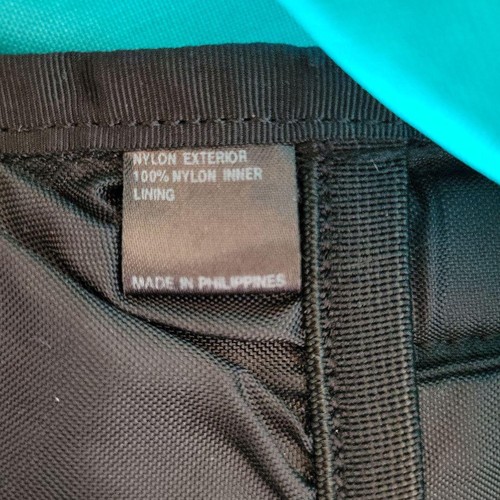 NYLON EXTERIOR
100% NYLON INNER
LINING
MADE IN PHILIPPINES